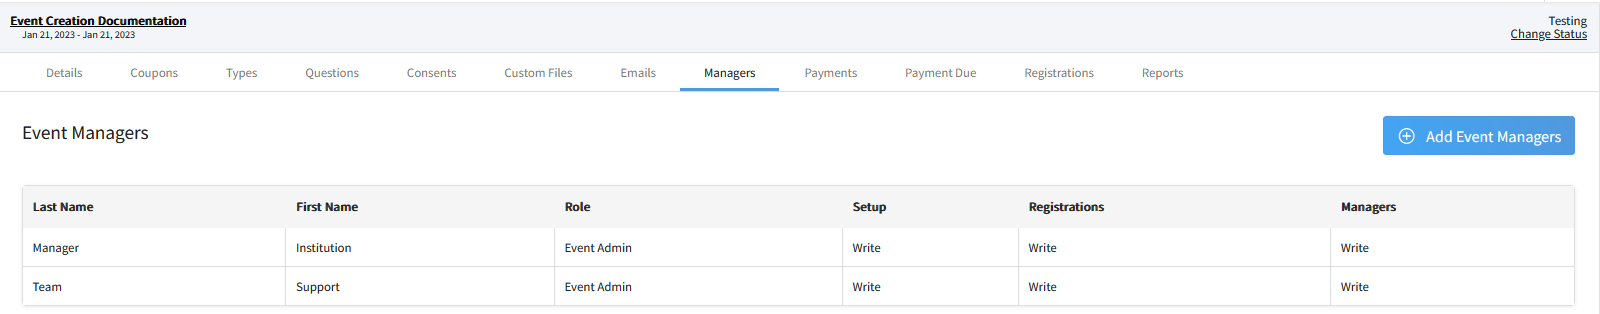 Event Creation Documentation
Jan 21, 2023 - Jan 21, 2023
Testing
Change Status
Details Coupons Types Questions Consents Custom Files Emails Managers Payments Payment Due Registrations Reports
Event Managers
Add Event Managers
Last Name First Name Role Setup Registrations Managers
Manager Institution Event Admin Write Write Write
Team Support Event Admin Write Write Write